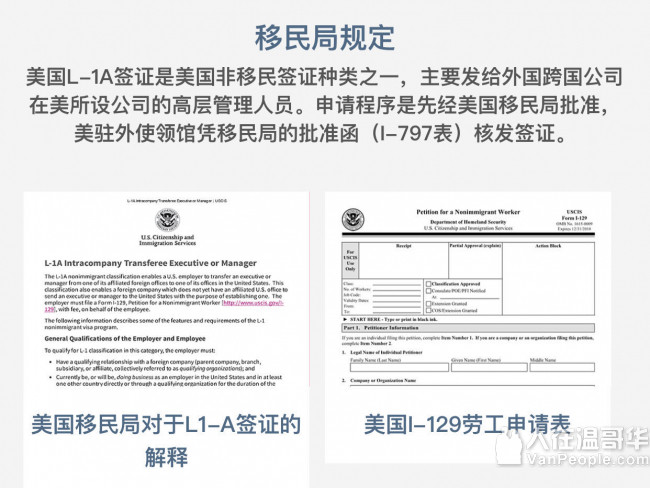 移民局规定
美国L-1A签证是美国非移民签证种类之一，主要发给外国跨国公司
在美所设公司的高层管理人员。申请程序是先经美国移民局批准，
美驻外使领馆凭移民局的批准函（I-797表）核发签证。
L-1A Intracompany Transferee Executive or Manager | USCIS
U.S. Citizenship and
Immigration Services
L-1A Intracompany Transferee Executive or Manager
The L-1A nonimmigrant classification enables a U.S. employer to transfer an executive or
manager from one of its affiliated foreign offices to one of its offices in the United States. This
classification also enables a foreign company which does not yet have an affiliated U.S. office to
send an executive or manager to the United States with the purpose of establishing one. The
employer must file a Form I-129, Petition for a Nonimmigrant Worker [http://www.uscis.gov/i-
129], with fee, on behalf of the employee.
The following information describes some of the features and requirements of the L-1
nonimmigrant visa program.
General Qualifications of the Employer and Employee
To qualify for L-1 classification in this category, the employer must:
• Have a qualifying relationship with a foreign company (parent company, branch,
subsidiary, or affiliate, collectively referred to as qualifying organizations); and
• Currently be, or will be, doing business as an employer in the United States and in at least
one other country directly or through a qualifying organization for the duration of the
美国移民局对于L1-A签证的
解释
Petition for a Nonimmigrant Worker
Department of Homeland Security
U.S. Citizenship and Immigration Services
USCIS
Form I-129
OMB No. 1615-0009
Expires 12/31/2018
For
USCIS
Use
Only
Receipt
Partial Approval (explain)
Action Block
Class:
No. of Workers:
Job Code:
Validity Dates:
From:
To:
Classification Approved
Consulate/POE/PFI Notified
At:
Extension Granted
COS/Extension Granted
► START HERE - Type or print in black ink.
Part 1. Petitioner Information
If you are an individual filing this petition, complete Item Number 1. If you are a company or an organization filing this petition,
complete Item Number 2.
1. Legal Name of Individual Petitioner
Family Name (Last Name) Given Name (First Name) Middle Name
2. Company or Organization Name
美国I-129劳工申请表
人在温哥华
VanPeople.com